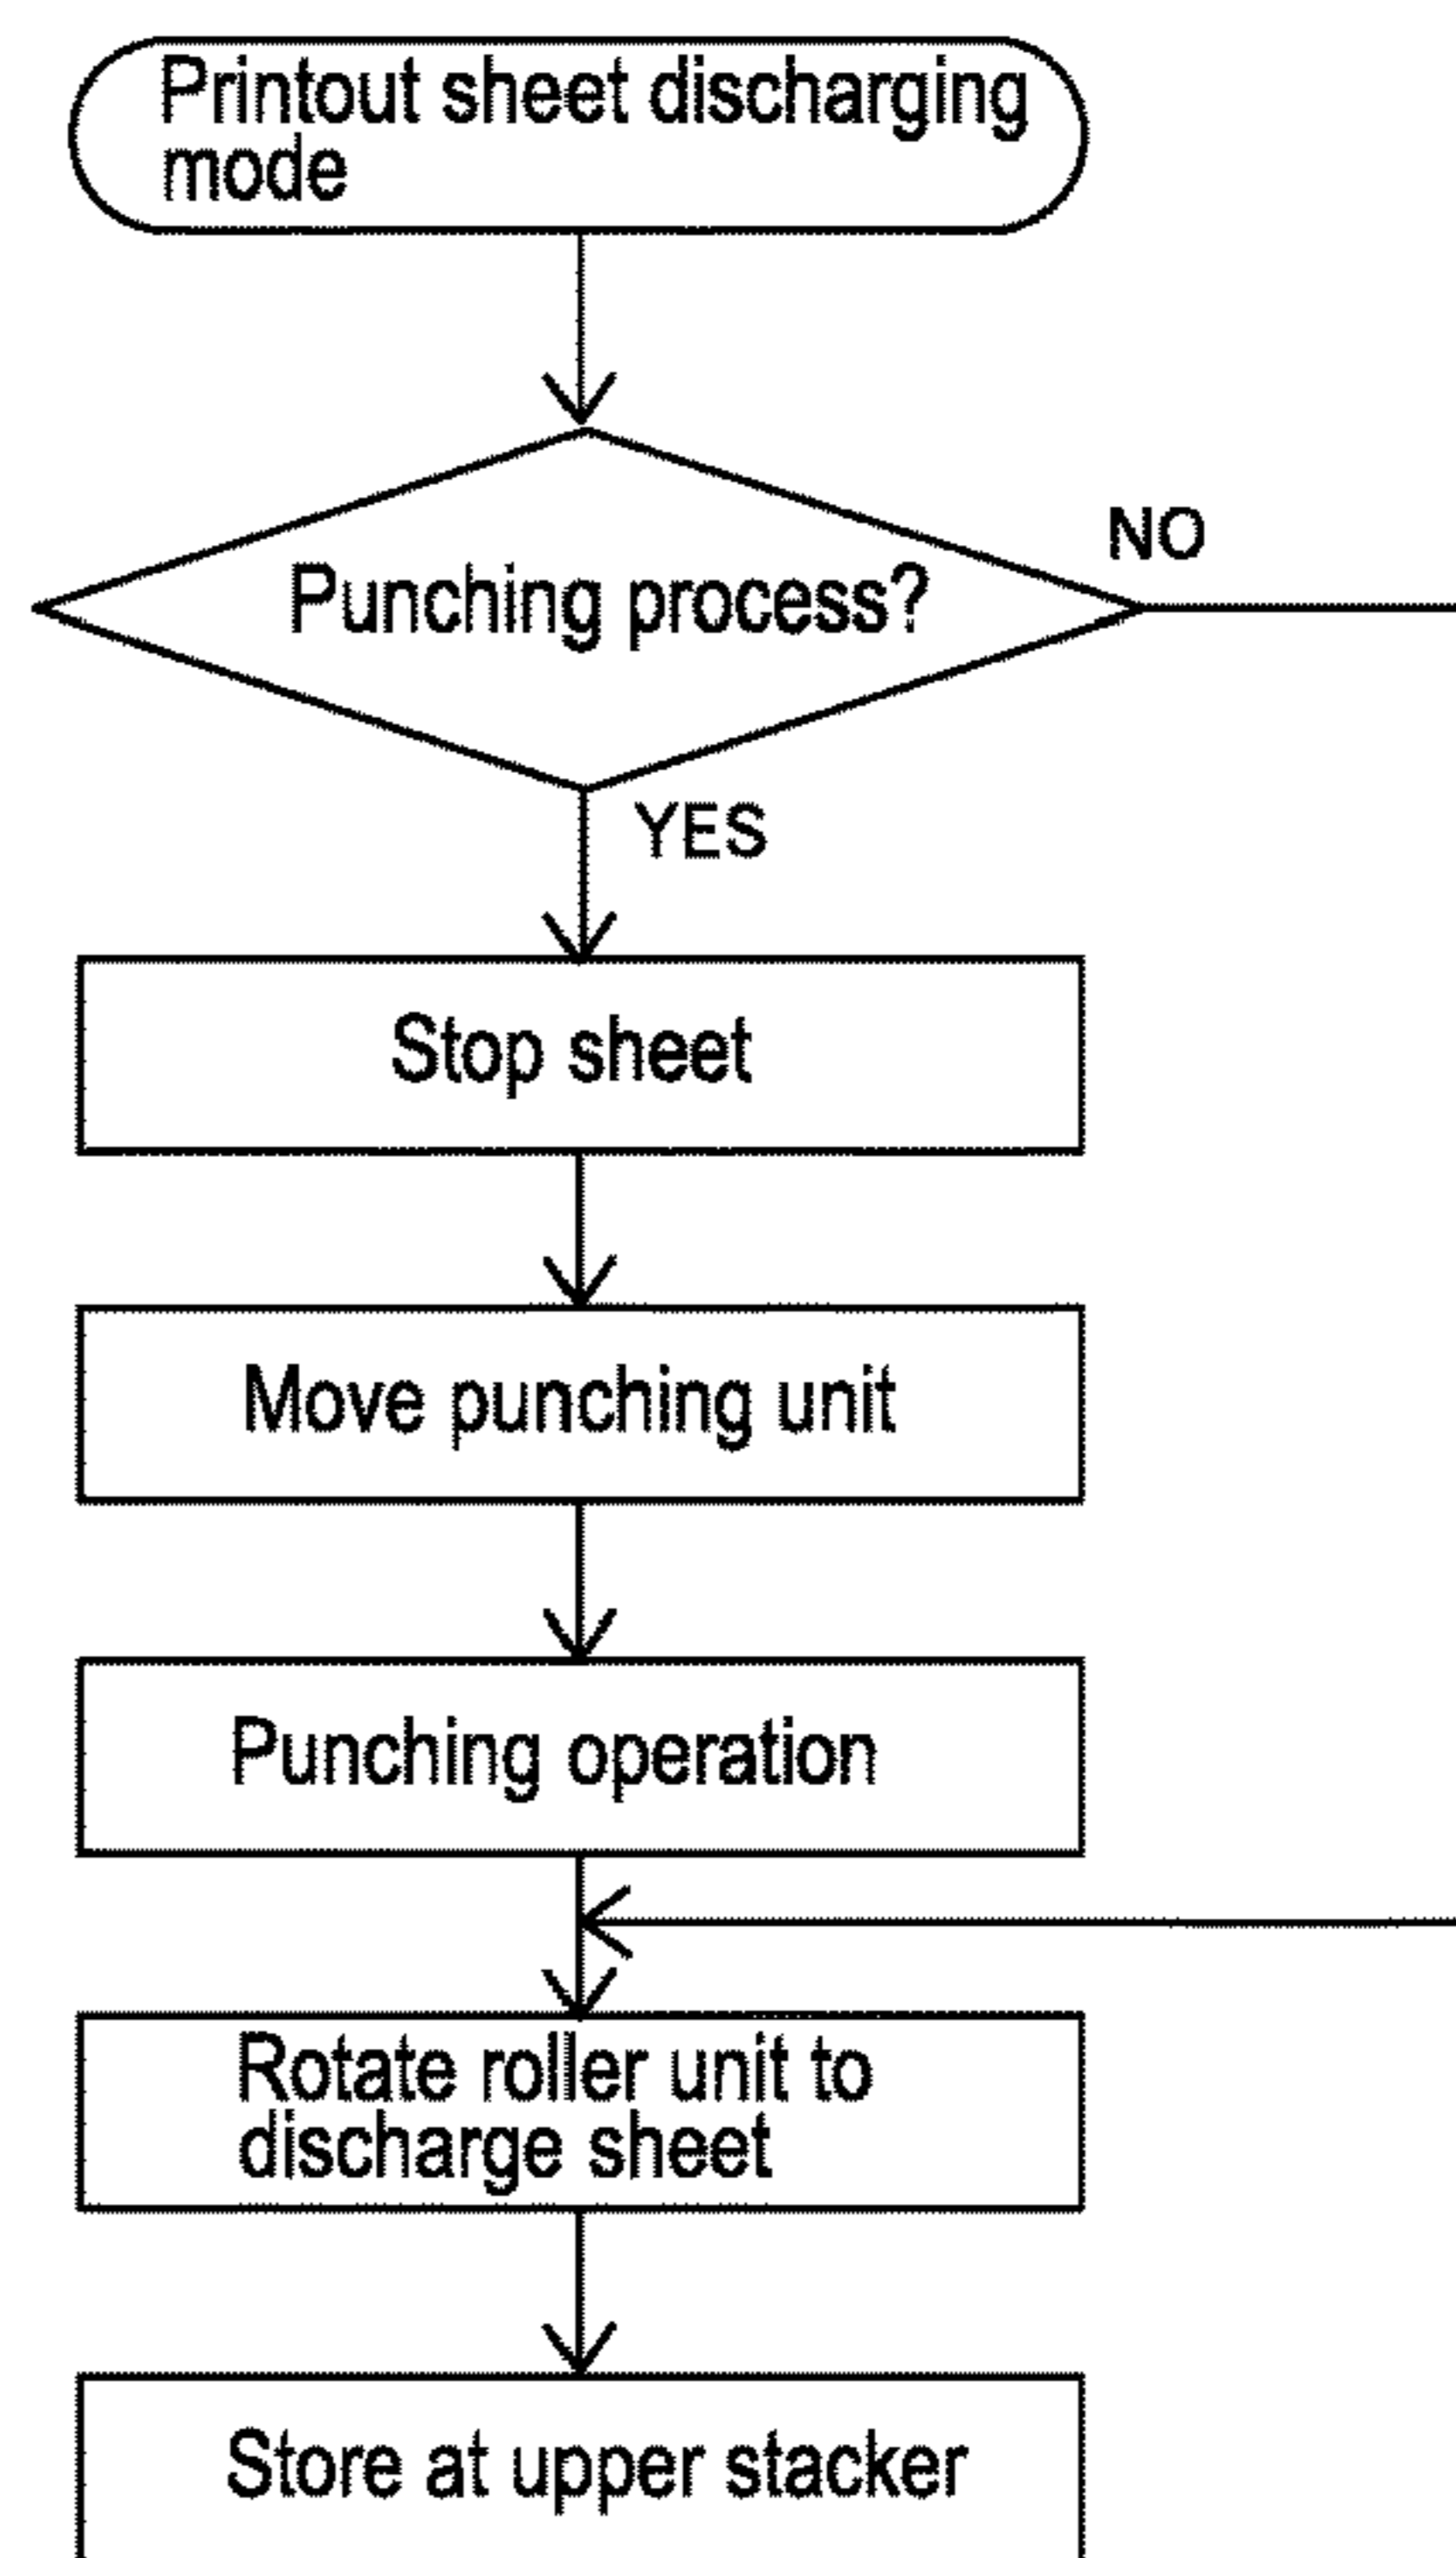 Printout sheet discharging
mode
Punching process?
NO
YES
Stop sheet
Move punching unit
Punching operation
Rotate roller unit to
discharge sheet
Store at upper stacker